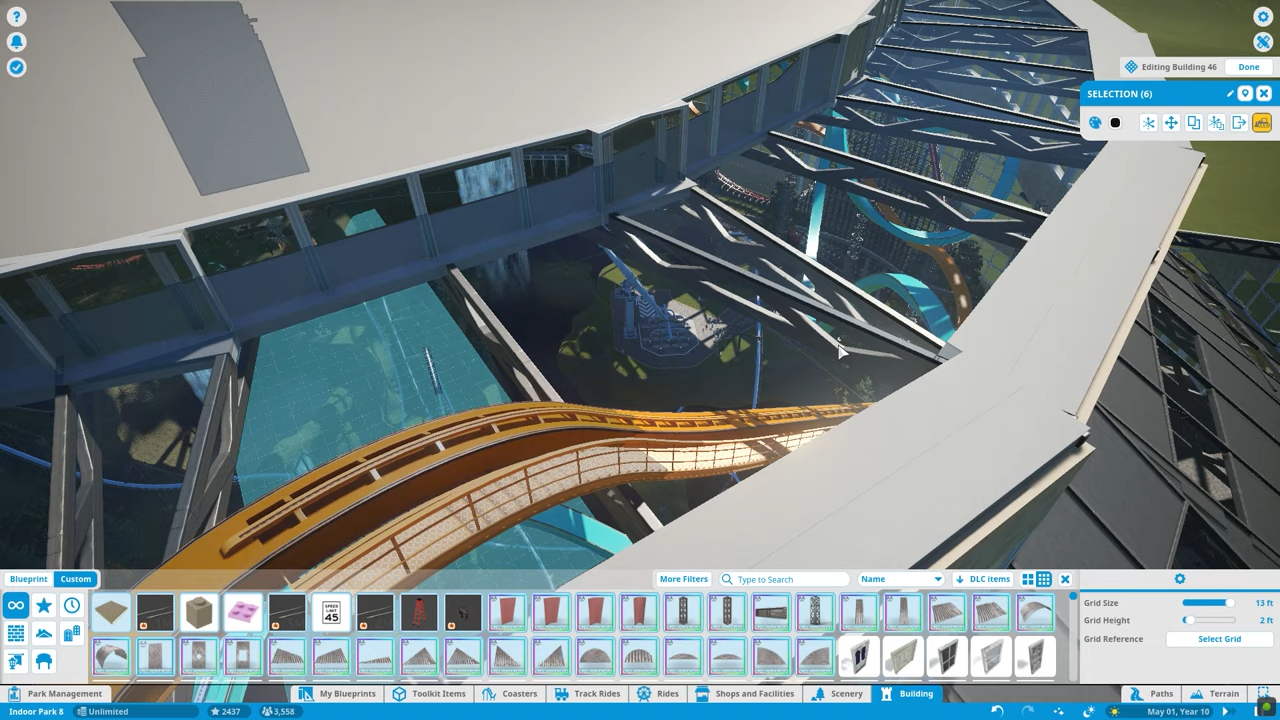 Editing Building 46
Done
SELECTION (6)
Blueprint
Custom
More Filters
Type to Search
Name
DLC items
SPEED
LIMIT
45
Grid Size
13 ft
Grid Height
2 ft
Grid Reference
Select Grid
Park Management
My Blueprints
Toolkit Items
Coasters
Track Rides
Rides
Shops and Facilities
Scenery
Building
Paths
Terrain
Indoor Park 8
Unlimited
2437
3,558
May 01, Year 10